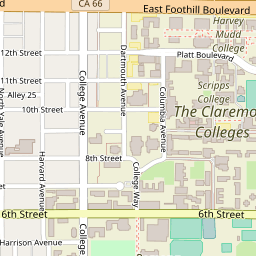 d
CA 66
East Foothill Boulevard
Harvey
Mudd
College
12th Street
Platt Boulevard
Dartmouth Avenue
11th Street
Alley 25
10th Street
Scripps
College
College Avenue
Columbia Avenue
The Claremo
Colleges
North Yale Av
Harvard Avenue
8th Street
College Way
6th Street
6th Street
Harrison Avenue
College